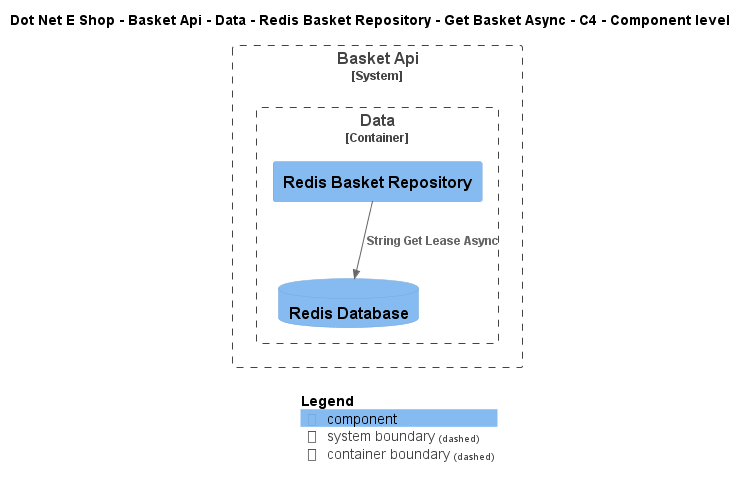 Dot Net E Shop - Basket Api - Data - Redis Basket Repository - Get Basket Async - C4 - Component level
Basket Api
[System]
Data
[Container]
Redis Basket Repository
String Get Lease Async
Redis Database
Legend
component
system boundary (dashed)
container boundary (dashed)